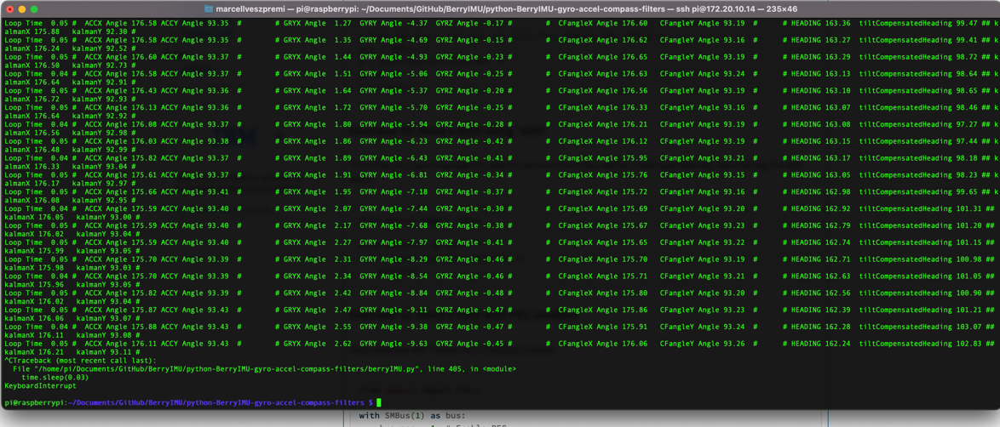 marcellveszpremi — pi@raspberrypi: ~/Documents/GitHub/BerryIMU/python-BerryIMU-gyro-accel-compass-filters — ssh pi@172.20.10.14 — 235×46
Loop Time  0.05 #  ACCX Angle 176.58 ACCY Angle 93.35  #       # GRYX Angle  1.27  GYRY Angle -4.37  GYRZ Angle -0.17 #       #  CFangleX Angle 176.60   CFangleY Angle 93.19  #      # HEADING 163.36  tiltCompensatedHeading 99.47 ## k
almanX 175.88   kalmanY 92.30 #
Loop Time  0.05 #  ACCX Angle 176.58 ACCY Angle 93.35  #       # GRYX Angle  1.35  GYRY Angle -4.69  GYRZ Angle -0.15 #       #  CFangleX Angle 176.62   CFangleY Angle 93.16  #      # HEADING 163.27  tiltCompensatedHeading 99.41 ## k
almanX 176.24   kalmanY 92.52 #
Loop Time  0.05 #  ACCX Angle 176.60 ACCY Angle 93.37  #       # GRYX Angle  1.44  GYRY Angle -4.93  GYRZ Angle -0.23 #       #  CFangleX Angle 176.65   CFangleY Angle 93.19  #      # HEADING 163.29  tiltCompensatedHeading 98.72 ## k
almanX 176.50   kalmanY 92.73 #
Loop Time  0.04 #  ACCX Angle 176.58 ACCY Angle 93.37  #       # GRYX Angle  1.51  GYRY Angle -5.06  GYRZ Angle -0.25 #       #  CFangleX Angle 176.63   CFangleY Angle 93.24  #      # HEADING 163.13  tiltCompensatedHeading 98.64 ## k
almanX 176.64   kalmanY 92.91 #
Loop Time  0.05 #  ACCX Angle 176.43 ACCY Angle 93.36  #       # GRYX Angle  1.64  GYRY Angle -5.37  GYRZ Angle -0.20 #       #  CFangleX Angle 176.56   CFangleY Angle 93.19  #      # HEADING 163.10  tiltCompensatedHeading 98.65 ## k
almanX 176.72   kalmanY 92.93 #
Loop Time  0.05 #  ACCX Angle 176.13 ACCY Angle 93.36  #       # GRYX Angle  1.72  GYRY Angle -5.70  GYRZ Angle -0.25 #       #  CFangleX Angle 176.33   CFangleY Angle 93.16  #      # HEADING 163.07  tiltCompensatedHeading 98.46 ## k
almanX 176.64   kalmanY 92.92 #
Loop Time  0.04 #  ACCX Angle 176.08 ACCY Angle 93.37  #       # GRYX Angle  1.80  GYRY Angle -5.94  GYRZ Angle -0.28 #       #  CFangleX Angle 176.21   CFangleY Angle 93.19  #      # HEADING 163.08  tiltCompensatedHeading 97.27 ## k
almanX 176.56   kalmanY 92.98 #
Loop Time  0.05 #  ACCX Angle 176.03 ACCY Angle 93.38  #       # GRYX Angle  1.86  GYRY Angle -6.23  GYRZ Angle -0.42 #       #  CFangleX Angle 176.12   CFangleY Angle 93.19  #      # HEADING 163.15  tiltCompensatedHeading 97.44 ## k
almanX 176.48   kalmanY 92.99 #
Loop Time  0.04 #  ACCX Angle 175.82 ACCY Angle 93.37  #       # GRYX Angle  1.89  GYRY Angle -6.43  GYRZ Angle -0.41 #       #  CFangleX Angle 175.95   CFangleY Angle 93.21  #      # HEADING 163.17  tiltCompensatedHeading 98.18 ## k
almanX 176.33   kalmanY 93.04 #
Loop Time  0.05 #  ACCX Angle 175.61 ACCY Angle 93.37  #       # GRYX Angle  1.91  GYRY Angle -6.81  GYRZ Angle -0.34 #       #  CFangleX Angle 175.76   CFangleY Angle 93.15  #      # HEADING 163.05  tiltCompensatedHeading 98.23 ## k
almanX 176.17   kalmanY 92.97 #
Loop Time  0.05 #  ACCX Angle 175.66 ACCY Angle 93.41  #       # GRYX Angle  1.95  GYRY Angle -7.18  GYRZ Angle -0.37 #       #  CFangleX Angle 175.72   CFangleY Angle 93.16  #      # HEADING 162.98  tiltCompensatedHeading 99.65 ## k
almanX 176.08   kalmanY 92.95 #
Loop Time  0.04 #  ACCX Angle 175.59 ACCY Angle 93.40  #       # GRYX Angle  2.07  GYRY Angle -7.44  GYRZ Angle -0.30 #       #  CFangleX Angle 175.69   CFangleY Angle 93.20  #      # HEADING 162.92  tiltCompensatedHeading 101.31 ##
kalmanX 176.05   kalmanY 93.00 #
Loop Time  0.05 #  ACCX Angle 175.59 ACCY Angle 93.40  #       # GRYX Angle  2.17  GYRY Angle -7.68  GYRZ Angle -0.38 #       #  CFangleX Angle 175.67   CFangleY Angle 93.23  #      # HEADING 162.79  tiltCompensatedHeading 101.20 ##
kalmanX 176.02   kalmanY 93.04 #
Loop Time  0.05 #  ACCX Angle 175.59 ACCY Angle 93.40  #       # GRYX Angle  2.27  GYRY Angle -7.97  GYRZ Angle -0.41 #       #  CFangleX Angle 175.65   CFangleY Angle 93.22  #      # HEADING 162.74  tiltCompensatedHeading 101.15 ##
kalmanX 175.99   kalmanY 93.05 #
Loop Time  0.05 #  ACCX Angle 175.70 ACCY Angle 93.39  #       # GRYX Angle  2.31  GYRY Angle -8.29  GYRZ Angle -0.46 #       #  CFangleX Angle 175.70   CFangleY Angle 93.19  #      # HEADING 162.71  tiltCompensatedHeading 100.98 ##
kalmanX 175.98   kalmanY 93.03 #
Loop Time  0.04 #  ACCX Angle 175.70 ACCY Angle 93.39  #       # GRYX Angle  2.34  GYRY Angle -8.54  GYRZ Angle -0.46 #       #  CFangleX Angle 175.71   CFangleY Angle 93.21  #      # HEADING 162.63  tiltCompensatedHeading 101.05 ##
kalmanX 175.96   kalmanY 93.05 #
Loop Time  0.05 #  ACCX Angle 175.82 ACCY Angle 93.39  #       # GRYX Angle  2.42  GYRY Angle -8.84  GYRZ Angle -0.48 #       #  CFangleX Angle 175.80   CFangleY Angle 93.20  #      # HEADING 162.56  tiltCompensatedHeading 100.90 ##
kalmanX 176.02   kalmanY 93.04 #
Loop Time  0.05 #  ACCX Angle 175.87 ACCY Angle 93.43  #       # GRYX Angle  2.47  GYRY Angle -9.11  GYRZ Angle -0.47 #       #  CFangleX Angle 175.86   CFangleY Angle 93.23  #      # HEADING 162.39  tiltCompensatedHeading 101.21 ##
kalmanX 176.06   kalmanY 93.07 #
Loop Time  0.04 #  ACCX Angle 175.88 ACCY Angle 93.43  #       # GRYX Angle  2.55  GYRY Angle -9.38  GYRZ Angle -0.47 #       #  CFangleX Angle 175.91   CFangleY Angle 93.24  #      # HEADING 162.28  tiltCompensatedHeading 103.07 ##
kalmanX 176.11   kalmanY 93.08 #
Loop Time  0.05 #  ACCX Angle 176.11 ACCY Angle 93.43  #       # GRYX Angle  2.62  GYRY Angle -9.63  GYRZ Angle -0.45 #       #  CFangleX Angle 176.06   CFangleY Angle 93.26  #      # HEADING 162.24  tiltCompensatedHeading 102.83 ##
kalmanX 176.21   kalmanY 93.11 #
^CTraceback (most recent call last):
  File "/home/pi/Documents/GitHub/BerryIMU/python-BerryIMU-gyro-accel-compass-filters/berryIMU.py", line 405, in <module>
    time.sleep(0.03)
KeyboardInterrupt
pi@raspberrypi:~/Documents/GitHub/BerryIMU/python-BerryIMU-gyro-accel-compass-filters $
with SMBus(1) as bus: